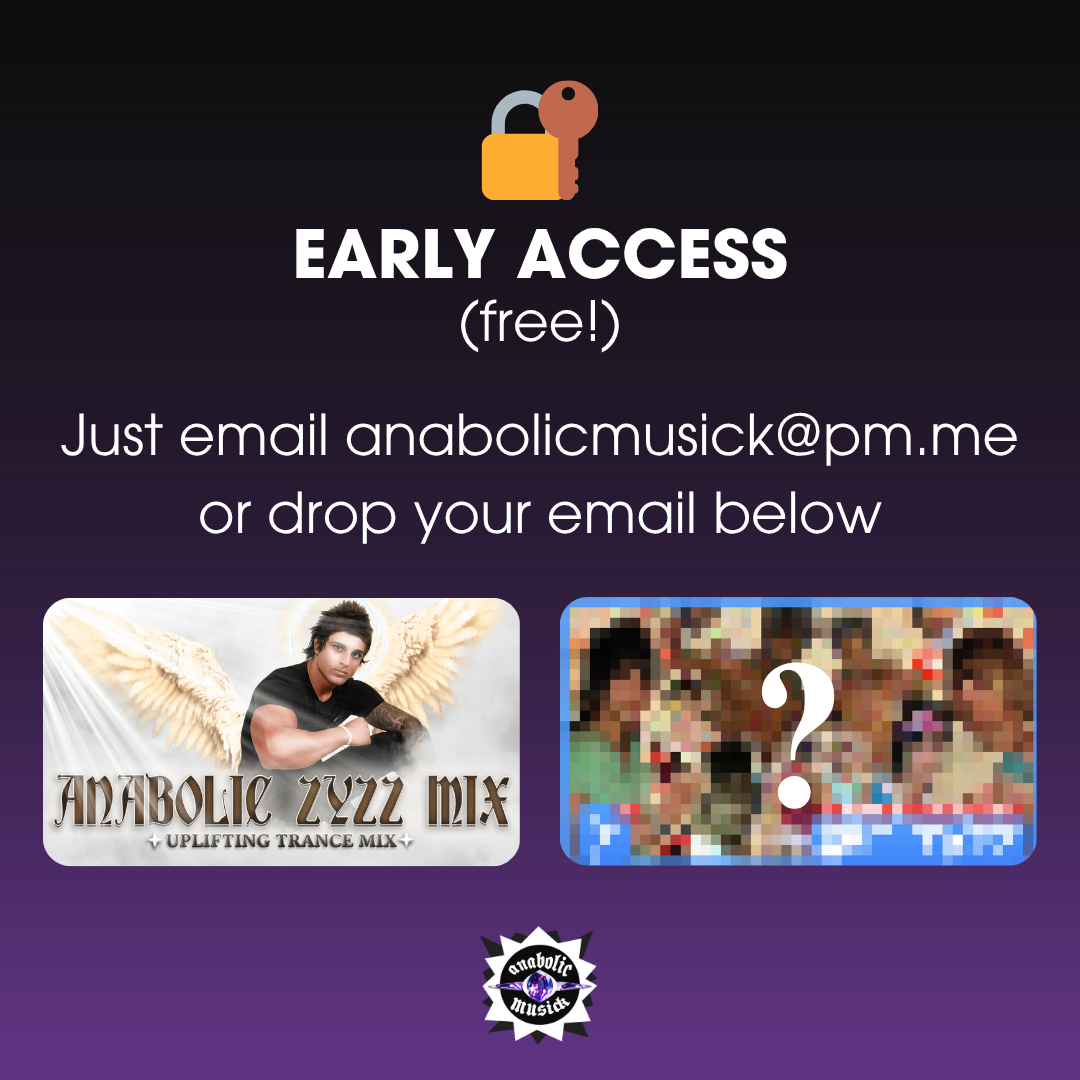 EARLY ACCESS
(free!)
Just email anabolicmusick@pm.me
or drop your email below
ANABOLIC ZYZZ MIX
UPLIFTING TRANCE MIX
?
anabolic
musick